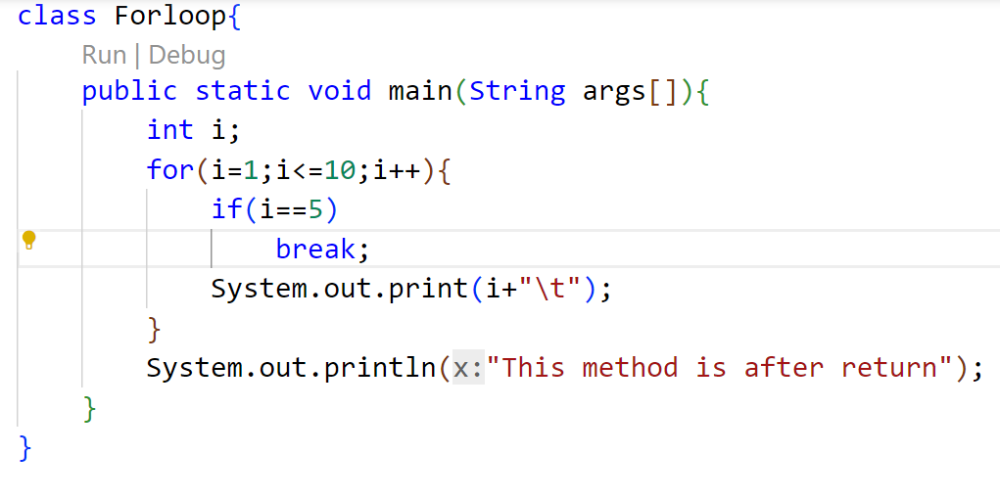 class Forloop{
Run | Debug
public static void main(String args[]){
int i;
for(i=1;i<=10;i++){
if(i==5)
break;
System.out.print(i+"\t");
}
System.out.println(x:"This method is after return");
}
}